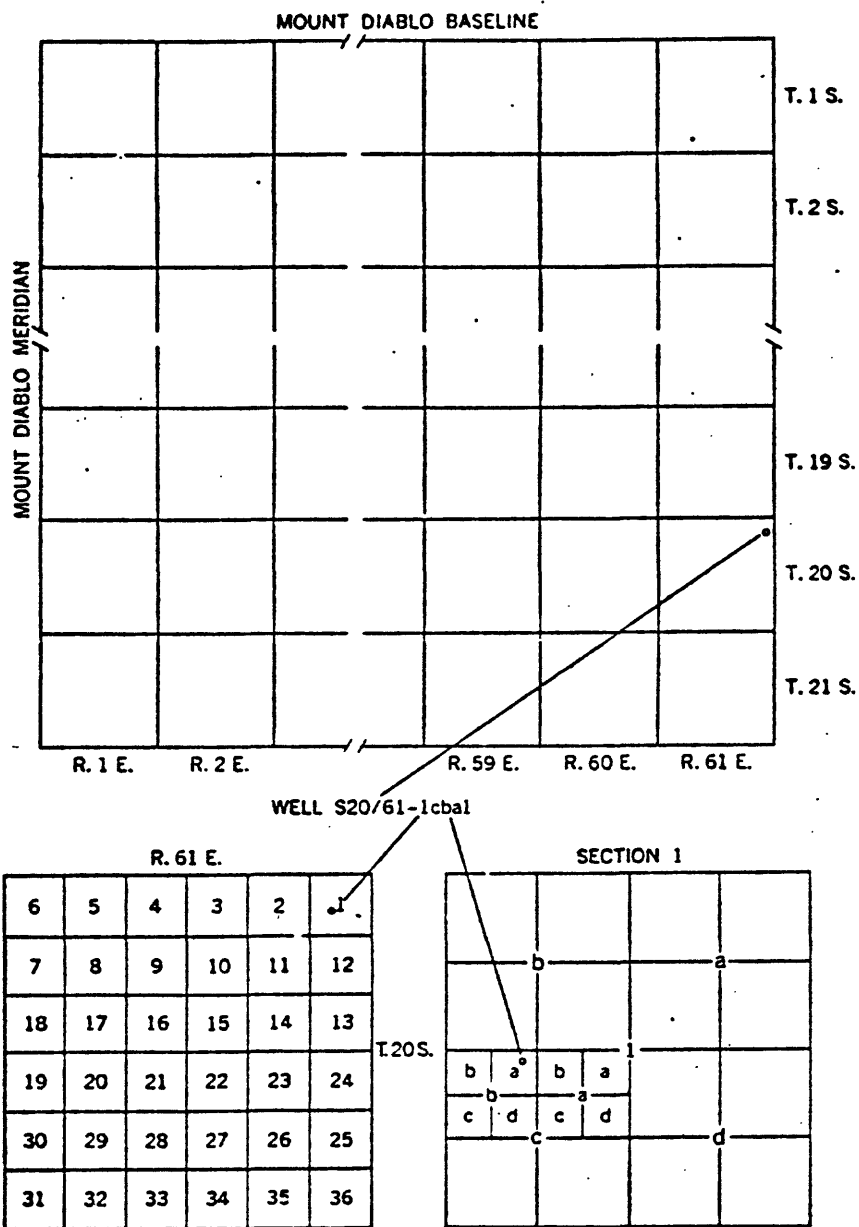 MOUNT DIABLO BASELINE
T. 1 S.
T. 2 S.
MOUNT DIABLO MERIDIAN
T. 19 S.
T. 20 S.
T. 21 S.
R. 1 E. R. 2 E. R. 59 E. R. 60 E. R. 61 E.
WELL S20/61-1cbal
R. 61 E.
6 5 4 3 2 1
7 8 9 10 11 12
18 17 16 15 14 13
T.20S.
19 20 21 22 23 24
30 29 28 27 26 25
31 32 33 34 35 36
SECTION 1
b a
1
b a b a
b a
c d c d
c d